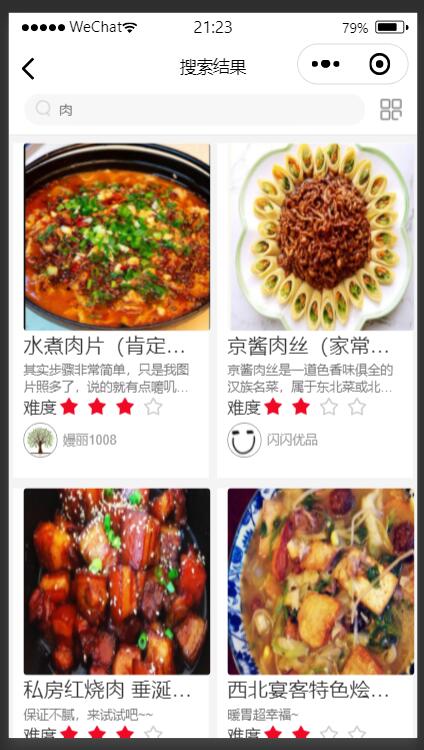 WeChat 21:23 79%
搜索结果
肉
水煮肉片（肯定...
其实步骤非常简单，只是我图
片照多了，说的就有点嘴叽...
难度
嫚丽1008
京酱肉丝（家常...
京酱肉丝是一道色香味俱全的
汉族名菜，属于东北菜或北...
难度
闪闪优品
私房红烧肉 垂涎...
保证不腻，来试试吧~~
难度
西北宴客特色烩...
暖胃超幸福~
难度